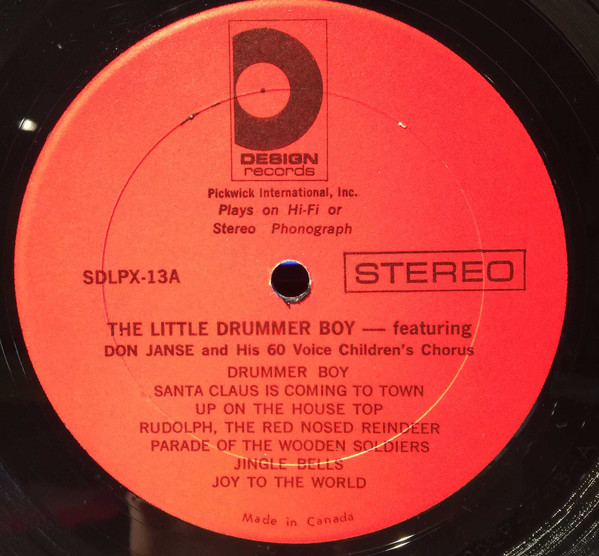 DESIGN
records
Pickwick International, Inc.
Plays on Hi-Fi or
Stereo Phonograph
SDLPX-13A
STEREO
THE LITTLE DRUMMER BOY — featuring
DON JANSE and His 60 Voice Children's Chorus
DRUMMER BOY
SANTA CLAUS IS COMING TO TOWN
UP ON THE HOUSE TOP
RUDOLPH, THE RED NOSED REINDEER
PARADE OF THE WOODEN SOLDIERS
JINGLE BELLS
JOY TO THE WORLD
Made in Canada